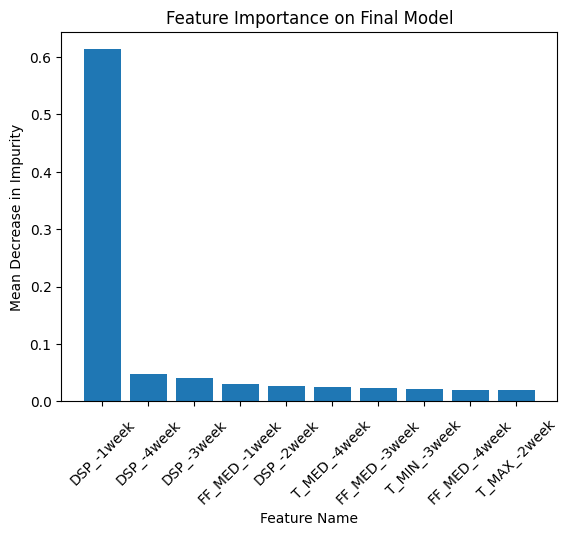 Feature Importance on Final Model
Mean Decrease in Impurity
0.6
0.5
0.4
0.3
0.2
0.1
0.0
DSP_-1week
DSP_-4week
DSP_-3week
FF_MED_-1week
DSP_-2week
T_MED_-4week
FF_MED_-3week
T_MIN_-3week
FF_MED_-4week
T_MAX_-2week
Feature Name